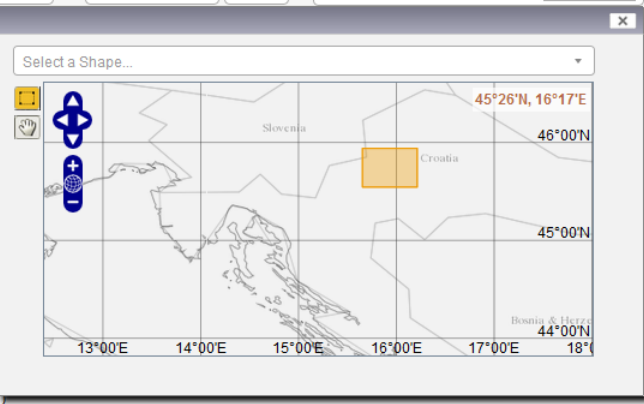 Select a Shape...
45°26'N, 16°17'E
Slovenia
46°00'N
Croatia
45°00'N
Bosnia & Herze
44°00'N
13°00'E 14°00'E 15°00'E 16°00'E 17°00'E 18°0